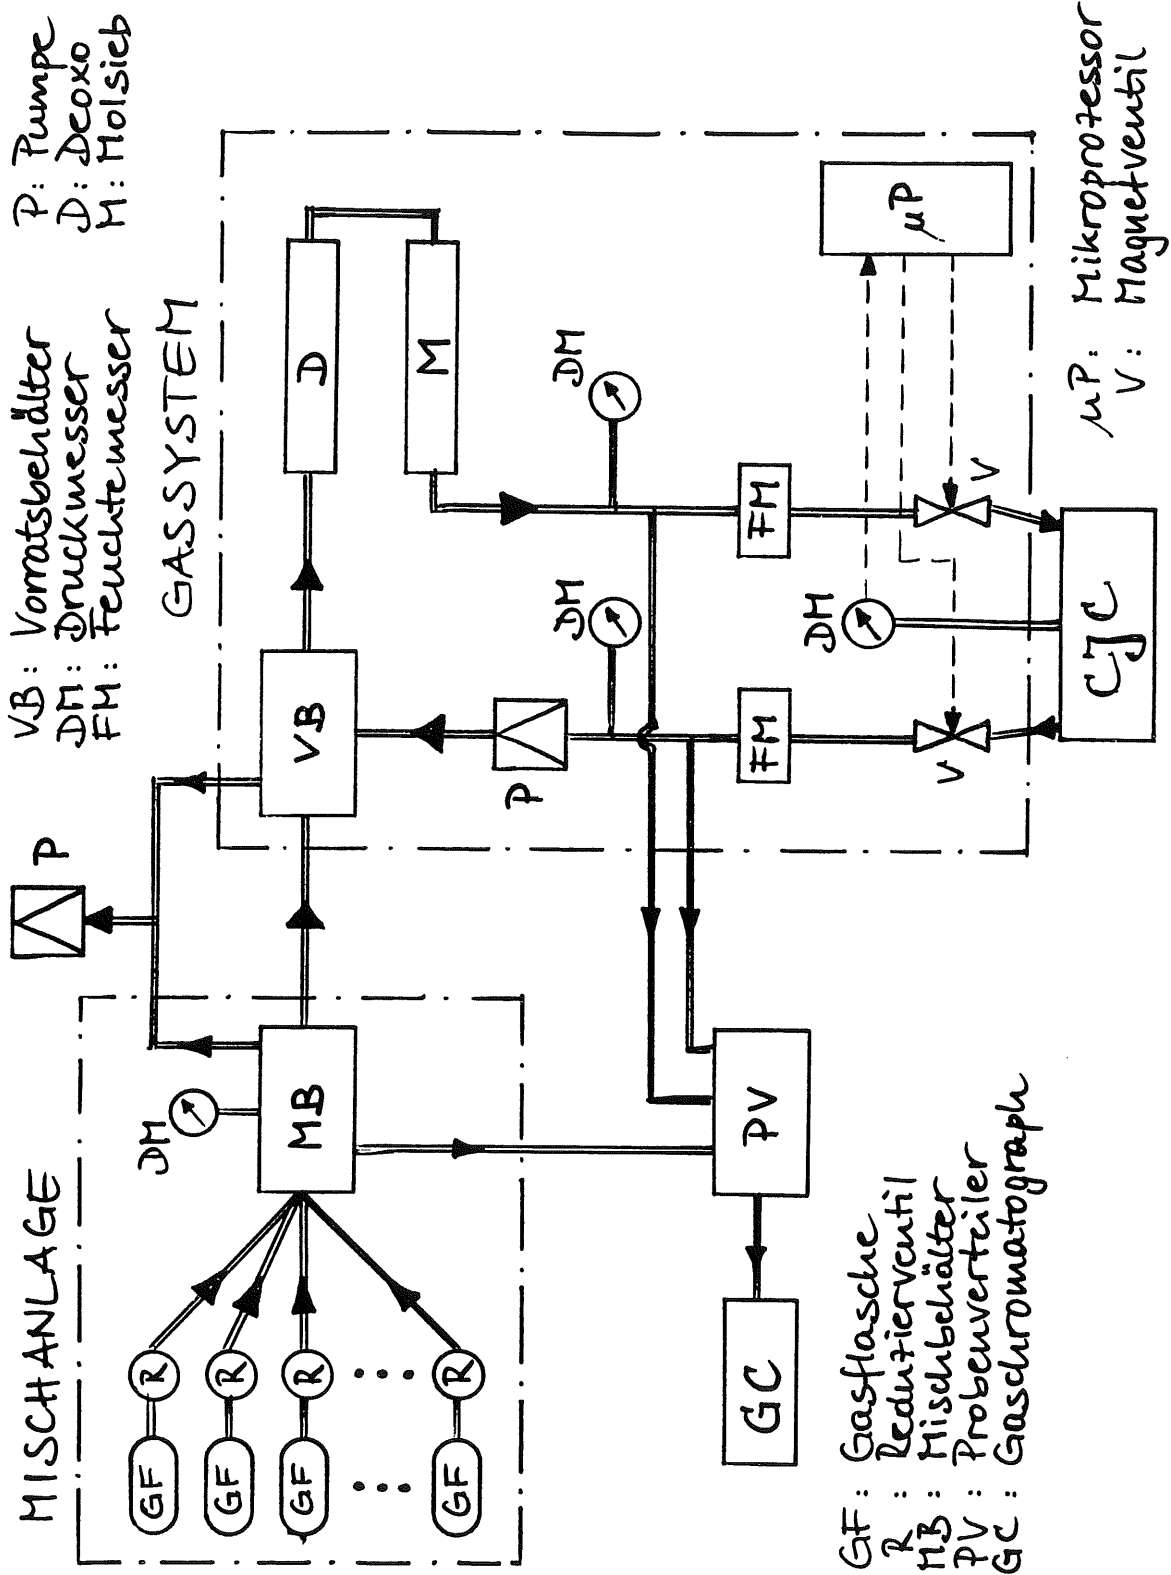 VB: Vorratsbehälter
DM: Druckmesser
FM: Feuchtemesser
P: Pumpe
D: Deoxo
M: Molsieb
MISCHANLAGE
P
GASSYSTEM
GF R
DM
GF R
GF R
MB
VB
D
GF R
M
P
DM
DM
GC
PV
FM
FM
DM
µP
V
V
CJC
GF: Gasflasche
R: Reduzierventil
MB: Mischbehälter
PV: Probenverteiler
GC: Gaschromatograph
µP: Mikroprozessor
V: Magnetventil